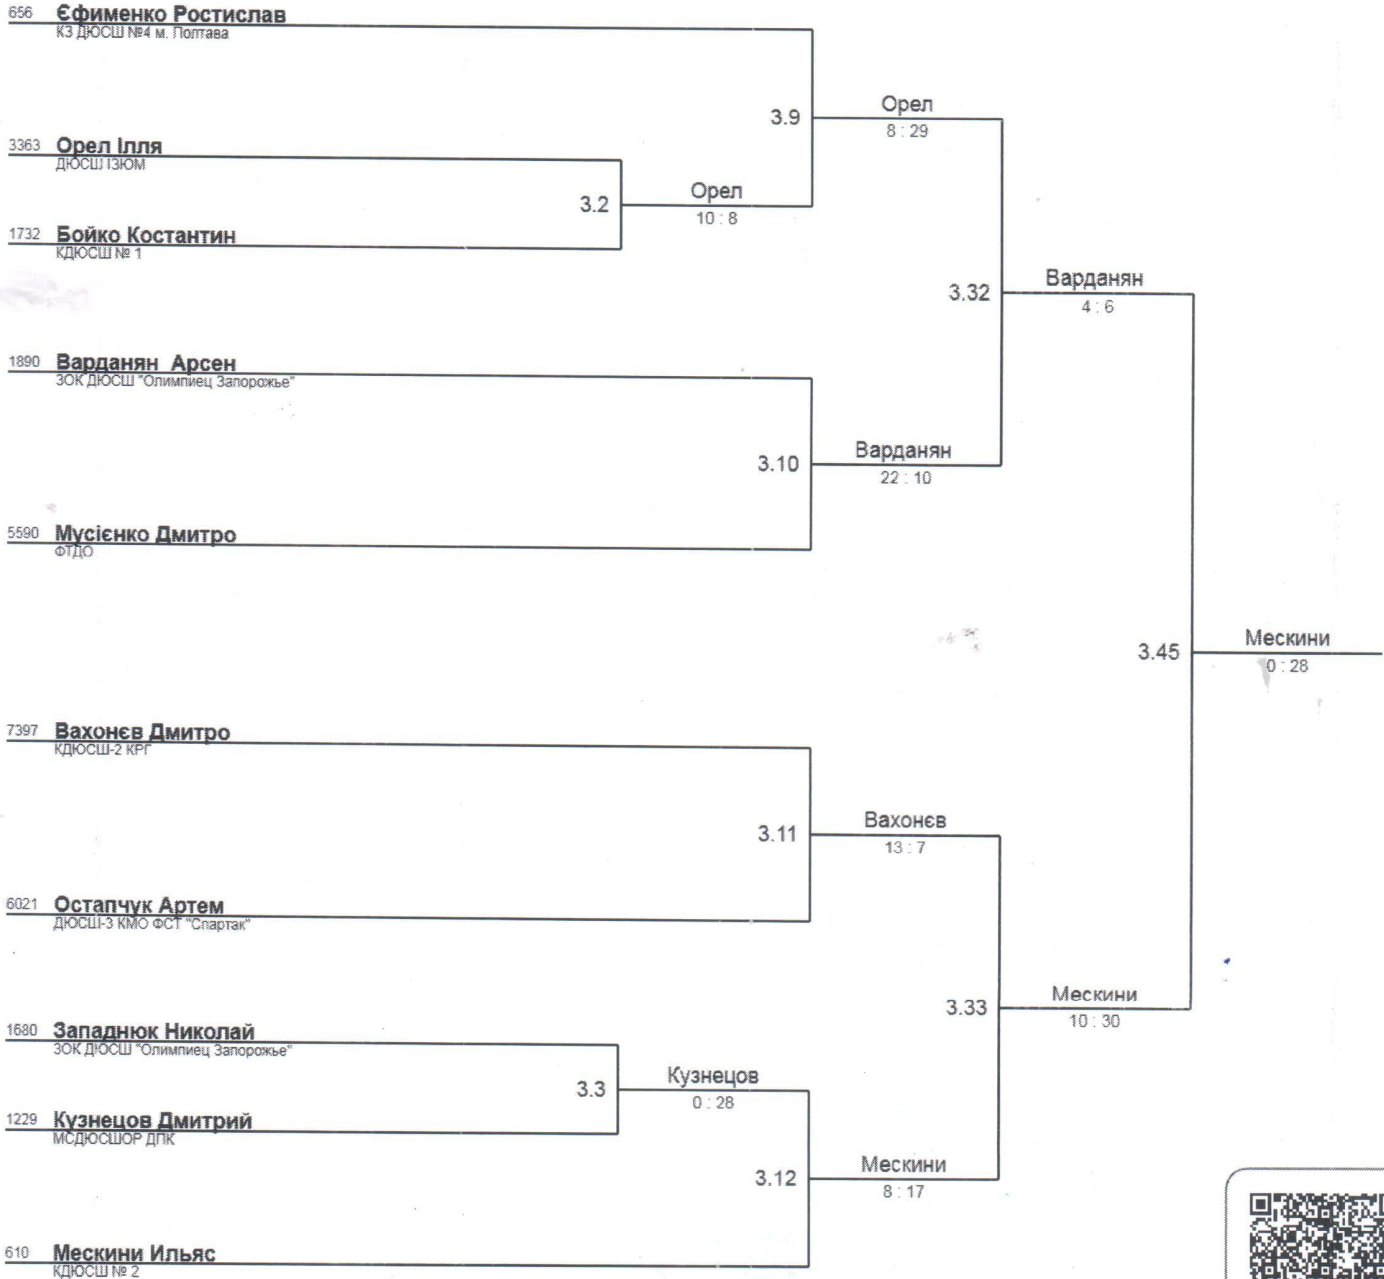 656 Єфименко Ростислав
КЗ ДЮСШ №4 м. Полтава
3.9
Орел
8 : 29
3363 Орел Ілля
ДЮСШ ІЗЮМ
3.2
Орел
10 : 8
1732 Бойко Костантин
КДЮСШ № 1
3.32
Варданян
4 : 6
1890 Варданян Арсен
ЗОК ДЮСШ "Олимпиец Запорожье"
3.10
Варданян
22 : 10
5590 Мусієнко Дмитро
ФТДО
3.45
Мескини
0 : 28
7397 Вахонєв Дмитро
КДЮСШ-2 КРГ
3.11
Вахонєв
13 : 7
6021 Остапчук Артем
ДЮСШ-3 КМО ФСТ "Спартак"
3.33
Мескини
10 : 30
1680 Западнюк Николай
ЗОК ДЮСШ "Олимпиец Запорожье"
3.3
Кузнецов
0 : 28
1229 Кузнецов Дмитрий
МСДЮСШОР ДПК
3.12
Мескини
8 : 17
610 Мескини Ильяс
КДЮСШ № 2